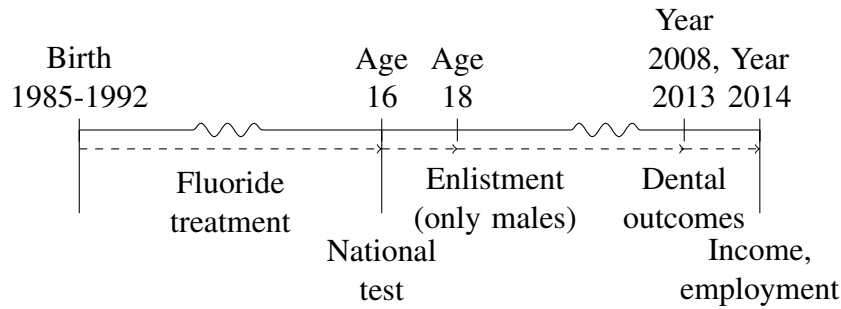 Birth
1985-1992
Age
16
Age
18
Year
2008,
2013
Year
2014
Fluoride
treatment
National
test
Enlistment
(only males)
Dental
outcomes
Income,
employment